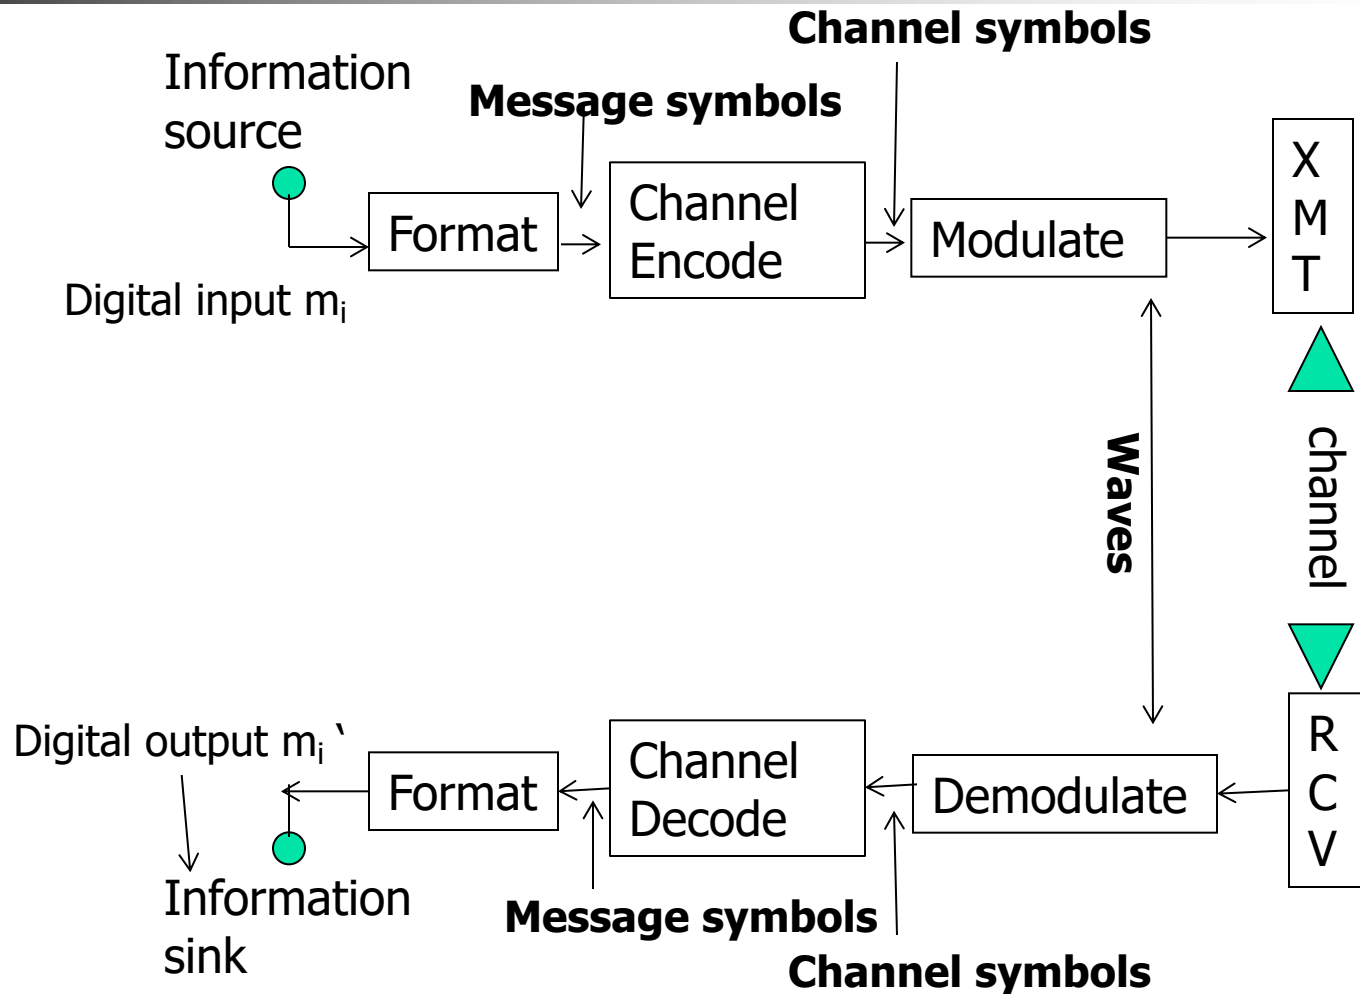 Channel symbols
Information
source
Message symbols
Format
Channel
Encode
Modulate
X
M
T
Digital input mᵢ
Waves
channel
Digital output mᵢ ‘
Format
Channel
Decode
Demodulate
R
C
V
Information
sink
Message symbols
Channel symbols